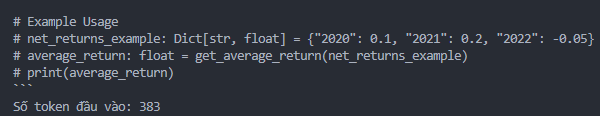 # Example Usage
# net_returns_example: Dict[str, float] = {"2020": 0.1, "2021": 0.2, "2022": -0.05}
# average_return: float = get_average_return(net_returns_example)
# print(average_return)
```
Số token đầu vào: 383